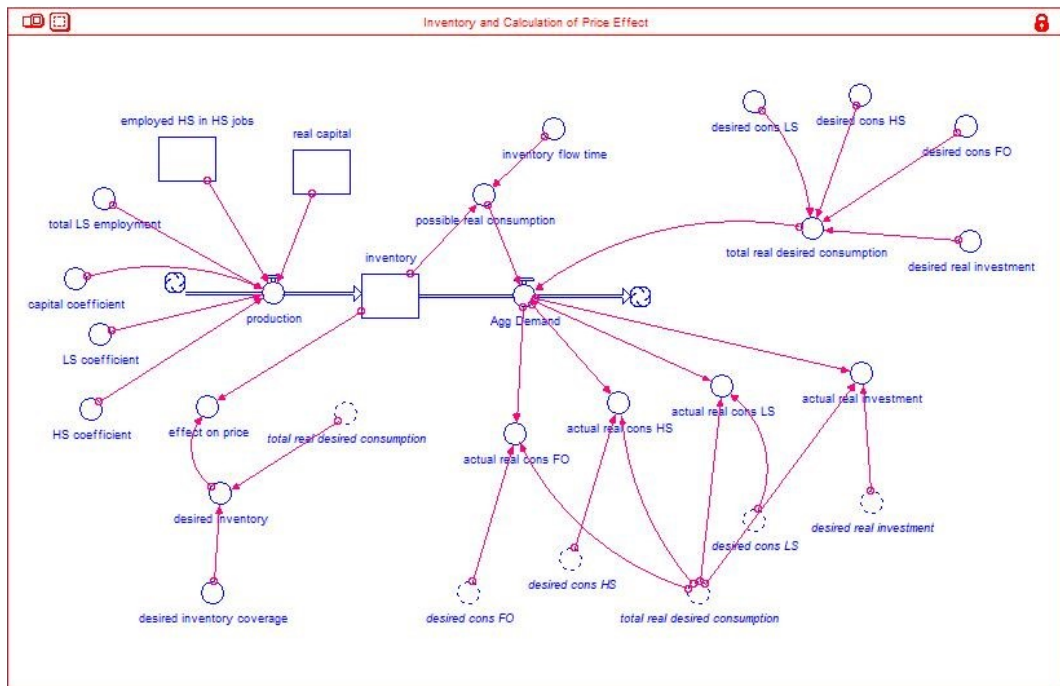 Inventory and Calculation of Price Effect
employed HS in HS jobs
real capital
desired cons LS
desired cons HS
desired cons FO
inventory flow time
total LS employment
possible real consumption
total real desired consumption
desired real investment
inventory
capital coefficient
production
Agg Demand
LS coefficient
HS coefficient
effect on price
total real desired consumption
actual real cons FO
actual real cons HS
actual real cons LS
actual real investment
desired inventory
desired real investment
desired cons LS
desired cons HS
desired inventory coverage
desired cons FO
total real desired consumption